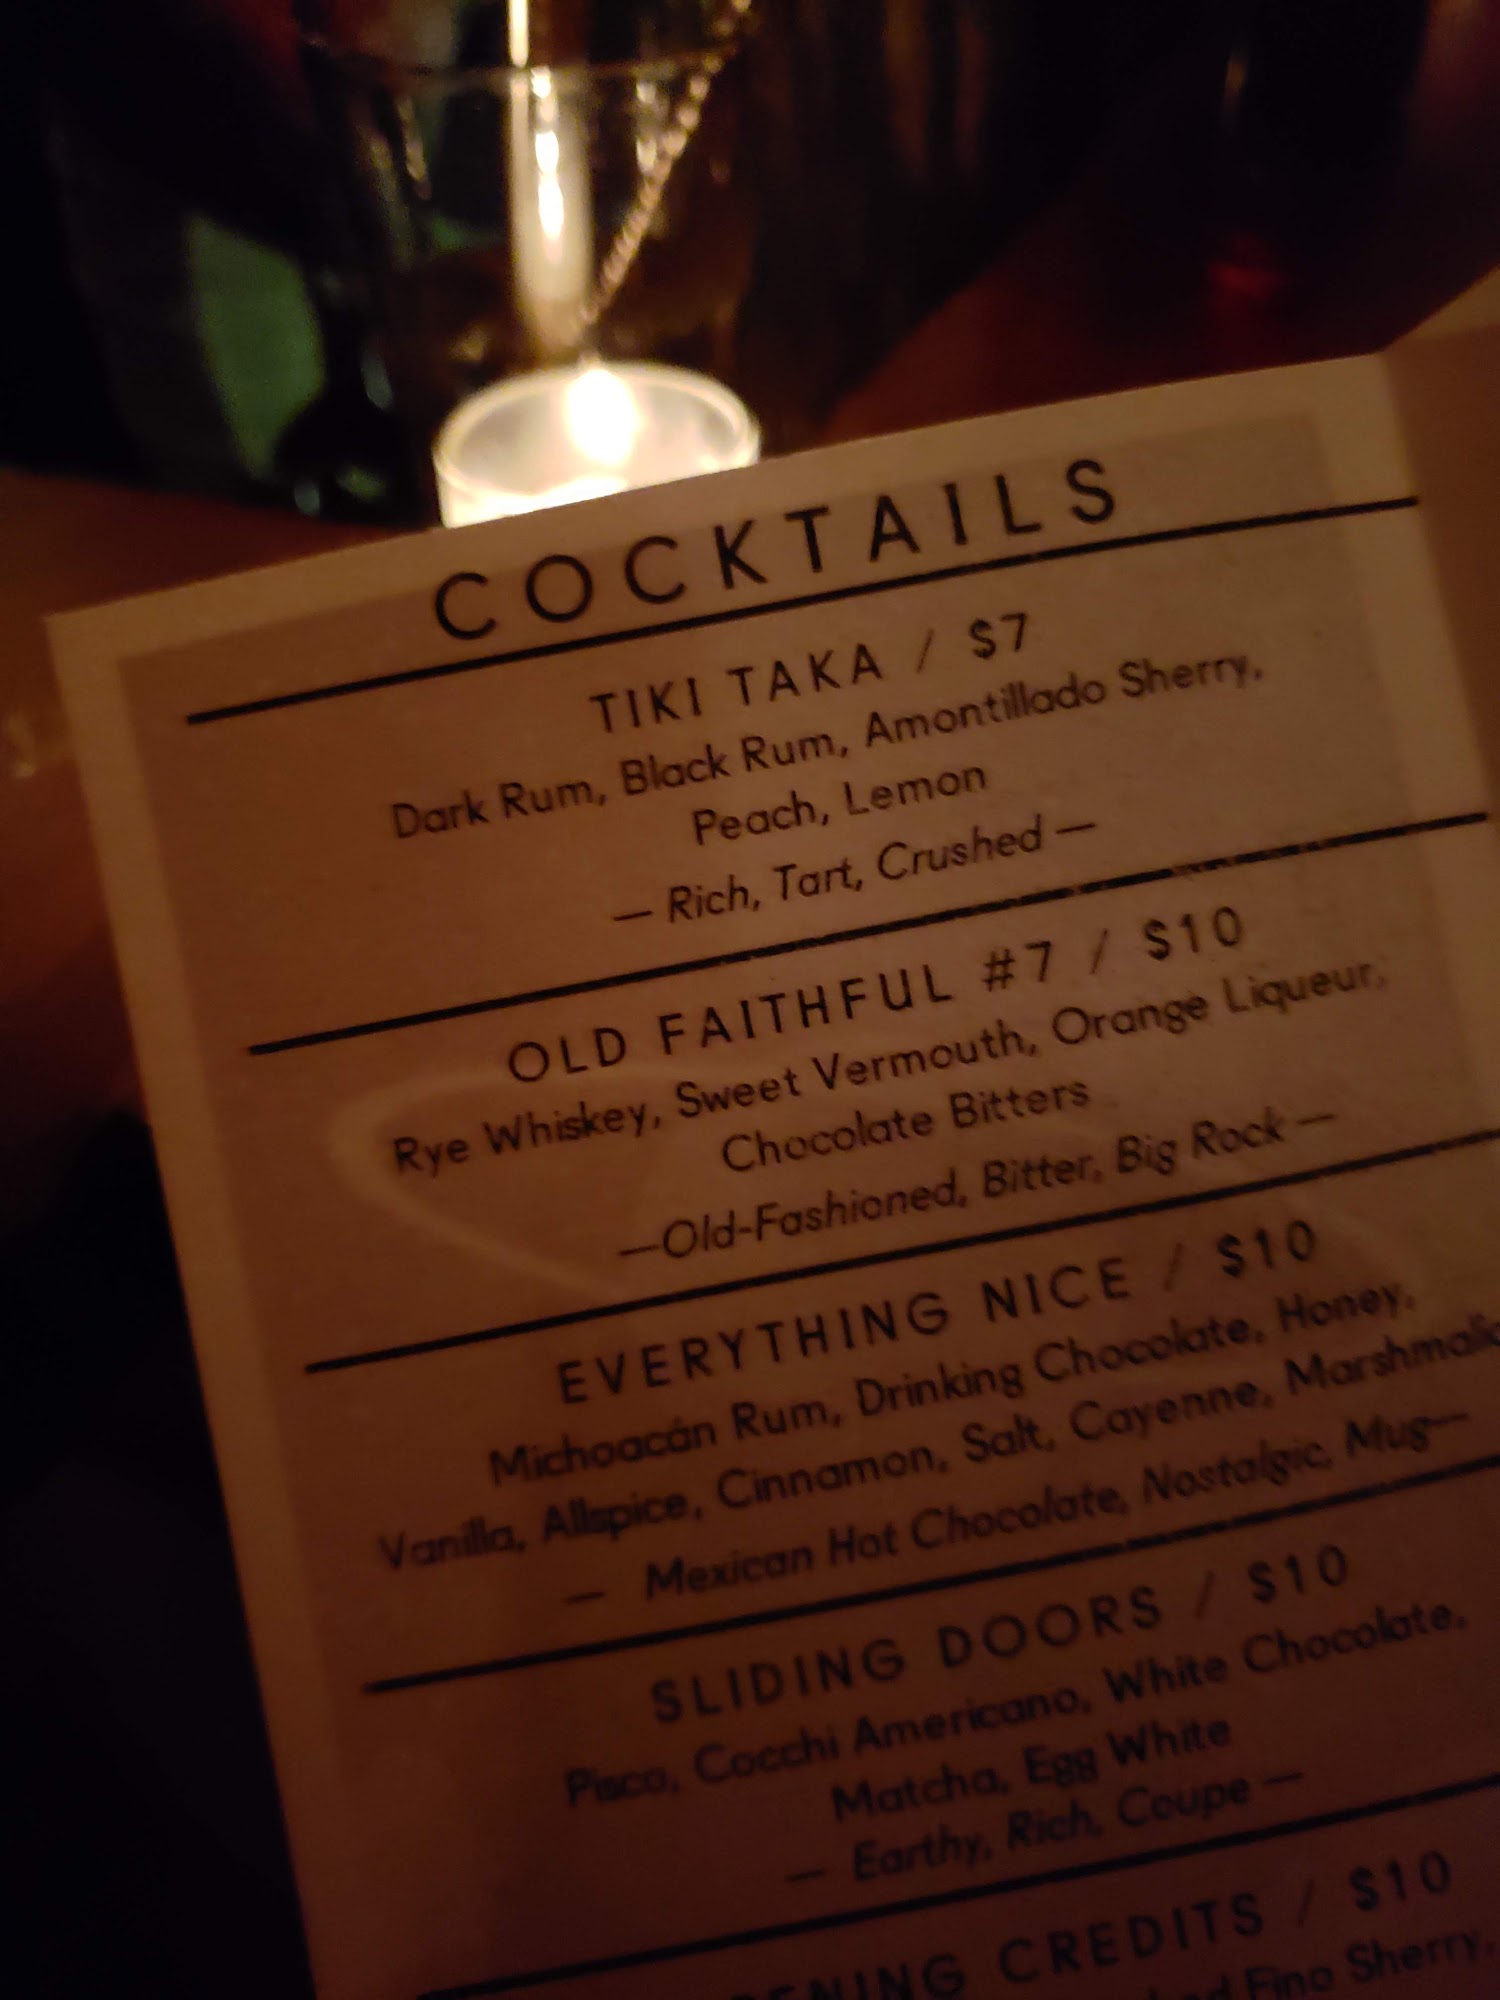 COCKTAILS
TIKI TAKA / $7
Dark Rum, Black Rum, Amontillado Sherry,
Peach, Lemon
— Rich, Tart, Crushed —
OLD FAITHFUL #7 / $10
Rye Whiskey, Sweet Vermouth, Orange Liqueur,
Chocolate Bitters
—Old-Fashioned, Bitter, Big Rock —
EVERYTHING NICE / $10
Michoacán Rum, Drinking Chocolate, Honey,
Vanilla, Allspice, Cinnamon, Salt, Cayenne,
— Mexican Hot Chocolate, Nostalgic, Mug—
SLIDING DOORS / $10
Pisco, Cocchi Americano, White Chocolate,
Matcha, Egg White
— Earthy, Rich, Coupe —
CREDITS / $10
Fino Sherry,